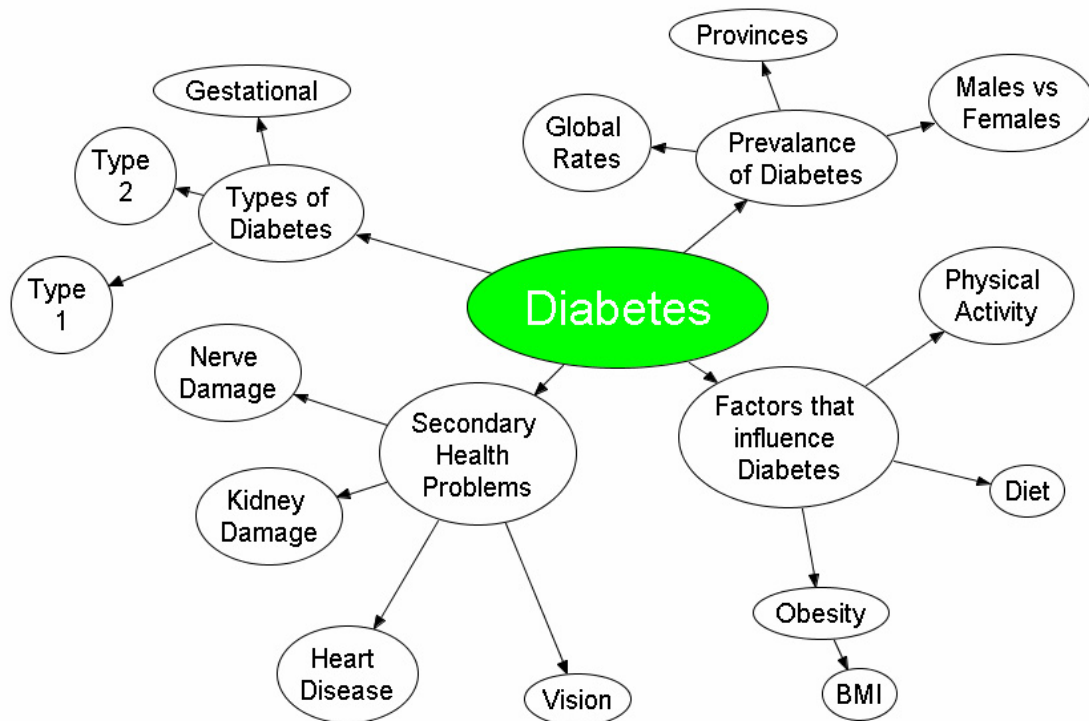 Provinces
Gestational
Males vs
Females
Global
Rates
Prevalance
of Diabetes
Type
2
Types of
Diabetes
Type
1
Diabetes
Physical
Activity
Nerve
Damage
Secondary
Health
Problems
Factors that
influence
Diabetes
Kidney
Damage
Diet
Obesity
Heart
Disease
Vision
BMI